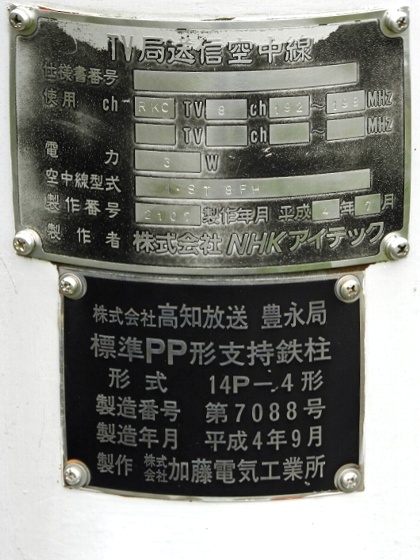 TV局送信空中線
仕様書番号
使用 ch RKC TV 8 ch 192〜198 MHz
TV ch 〜 MHz
電力 3 W
空中線型式
製作番号 2107 製作年月 平成4年7月
製作者 株式会社NHKアイテック
株式会社高知放送 豊永局
標準PP形支持鉄柱
形式 14P－4形
製造番号 第7088号
製造年月 平成4年9月
製作 株式会社加藤電気工業所